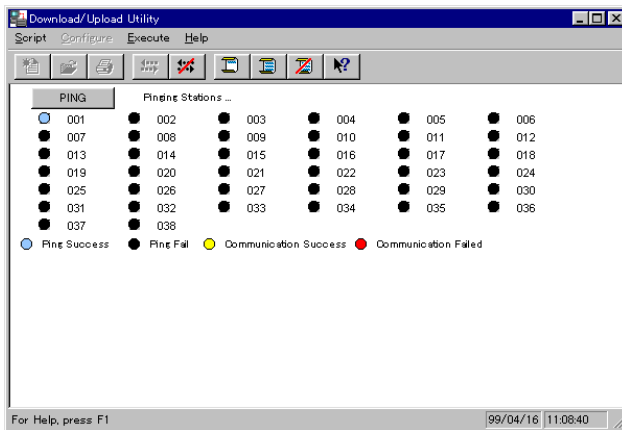 Download/Upload Utility
Script Configure Execute Help
PING Pinging Stations ...
001 002 003 004 005 006
007 008 009 010 011 012
013 014 015 016 017 018
019 020 021 022 023 024
025 026 027 028 029 030
031 032 033 034 035 036
037 038
Ping Success Ping Fail Communication Success Communication Failed
For Help, press F1 99/04/16 11:08:40